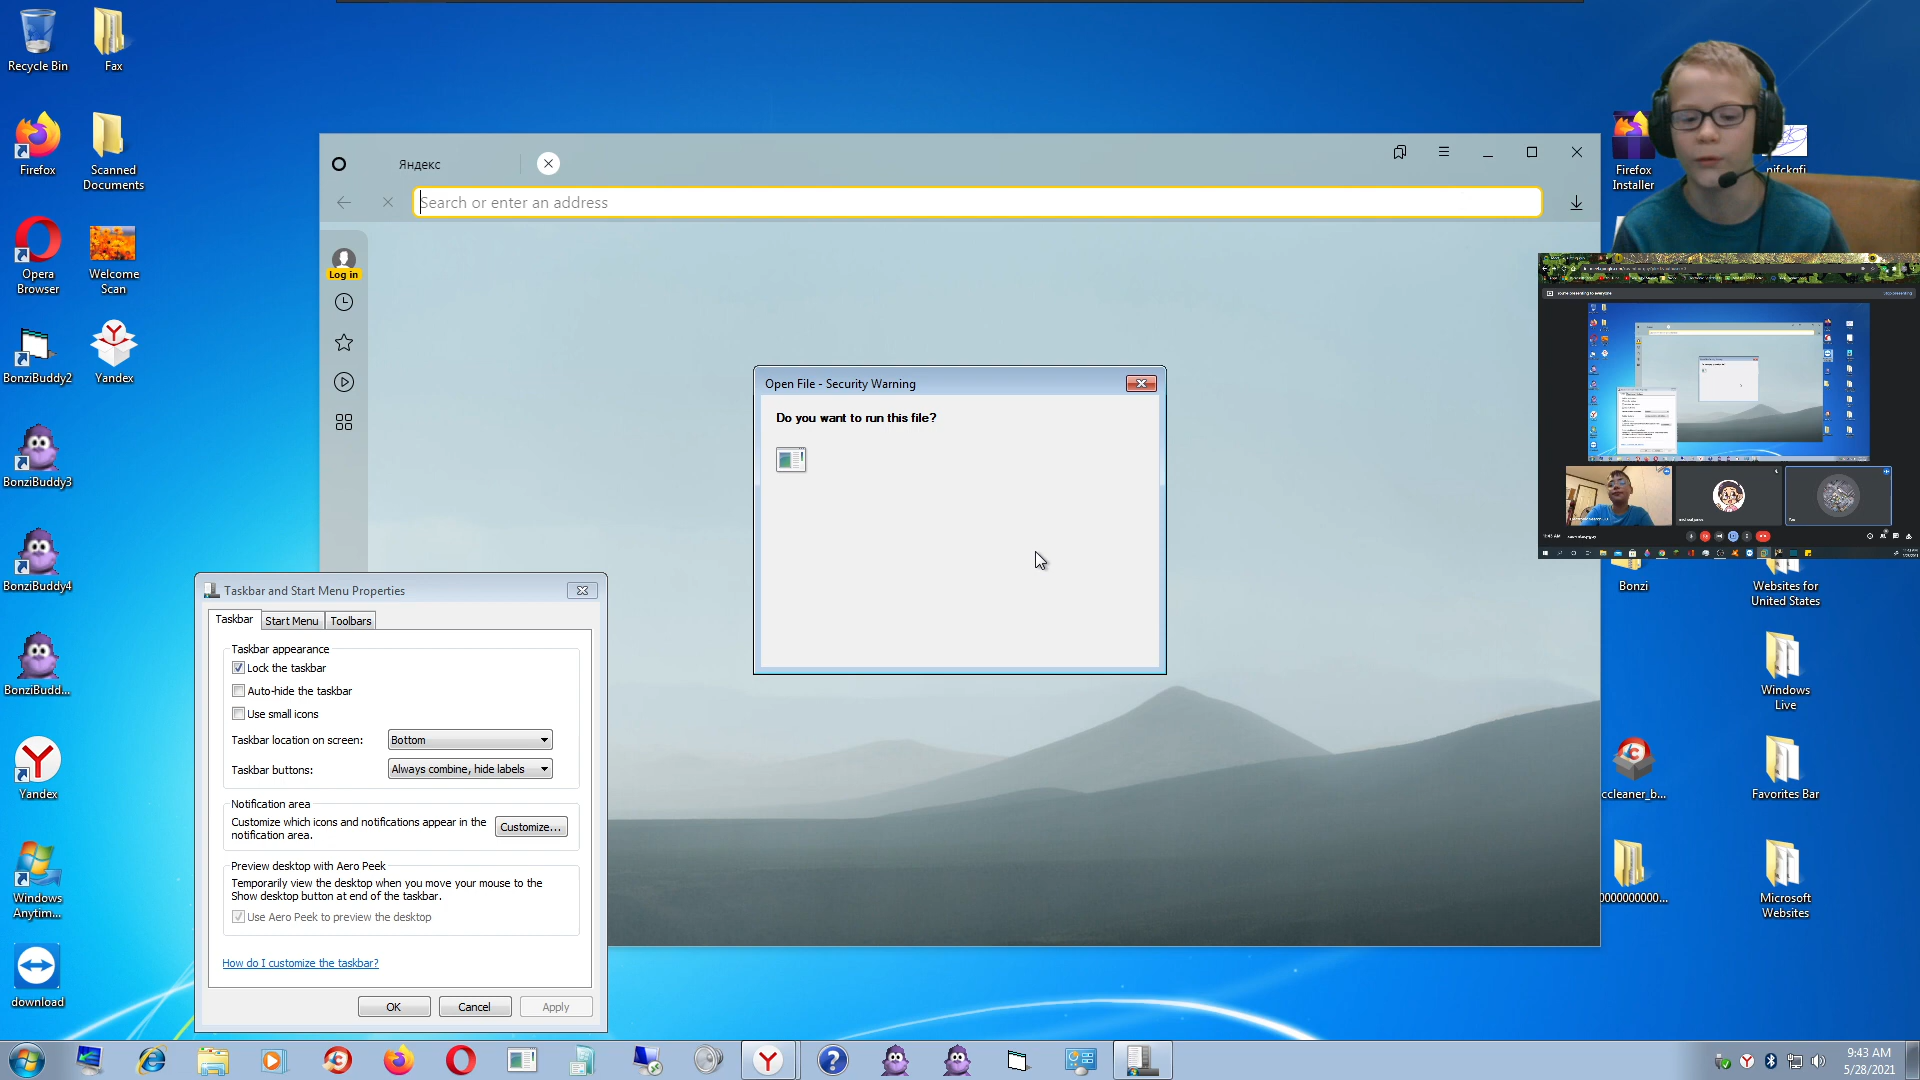 Recycle Bin
Fax
Firefox
Scanned
Documents
Opera
Browser
Welcome
Scan
BonziBuddy2
Yandex
BonziBuddy3
BonziBuddy4
BonziBudd...
Yandex
Windows
Anytim...
download
Яндекс
Search or enter an address
Log in
Open File - Security Warning
Do you want to run this file?
Taskbar and Start Menu Properties
Taskbar
Start Menu
Toolbars
Taskbar appearance
Lock the taskbar
Auto-hide the taskbar
Use small icons
Taskbar location on screen:
Bottom
Taskbar buttons:
Always combine, hide labels
Notification area
Customize which icons and notifications appear in the
notification area.
Customize...
Preview desktop with Aero Peek
Temporarily view the desktop when you move your mouse to the
Show desktop button at end of the taskbar.
Use Aero Peek to preview the desktop
How do I customize the taskbar?
OK
Cancel
Apply
Firefox
Installer
Bonzi
Websites for
United States
Windows
Live
ccleaner_b...
Favorites Bar
Microsoft
Websites
9:43 AM
5/28/2021